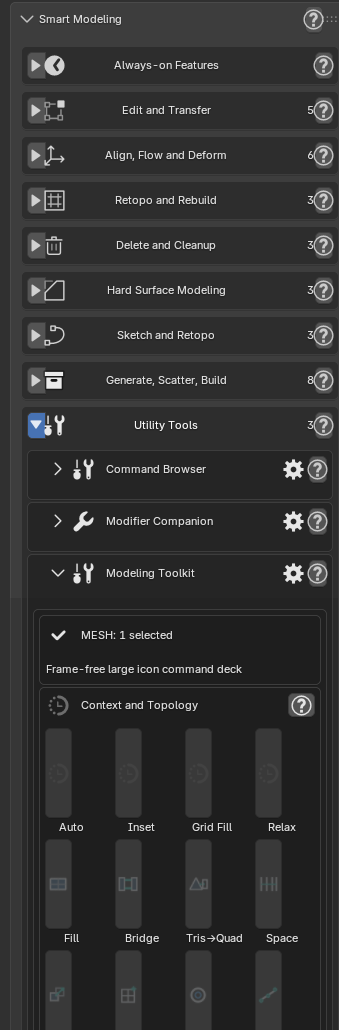 Smart Modeling
Always-on Features
Edit and Transfer 5
Align, Flow and Deform 6
Retopo and Rebuild 3
Delete and Cleanup 3
Hard Surface Modeling 3
Sketch and Retopo 3
Generate, Scatter, Build 8
Utility Tools 3
Command Browser
Modifier Companion
Modeling Toolkit
MESH: 1 selected
Frame-free large icon command deck
Context and Topology
Auto Inset Grid Fill Relax
Fill Bridge Tris→Quad Space